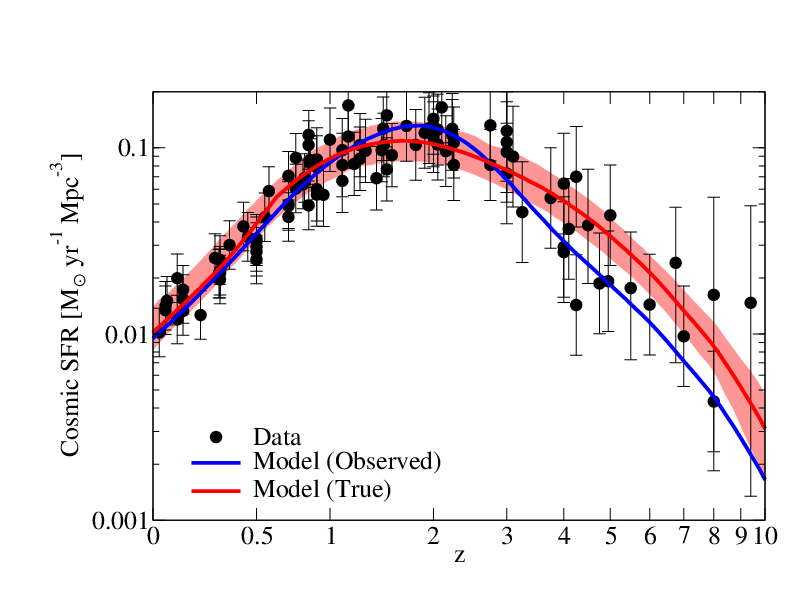 Cosmic SFR [M⊙ yr-1 Mpc-3]
0.1
0.01
0.001
Data
Model (Observed)
Model (True)
0 0.5 1 2 3 4 5 6 7 8 9 10
z